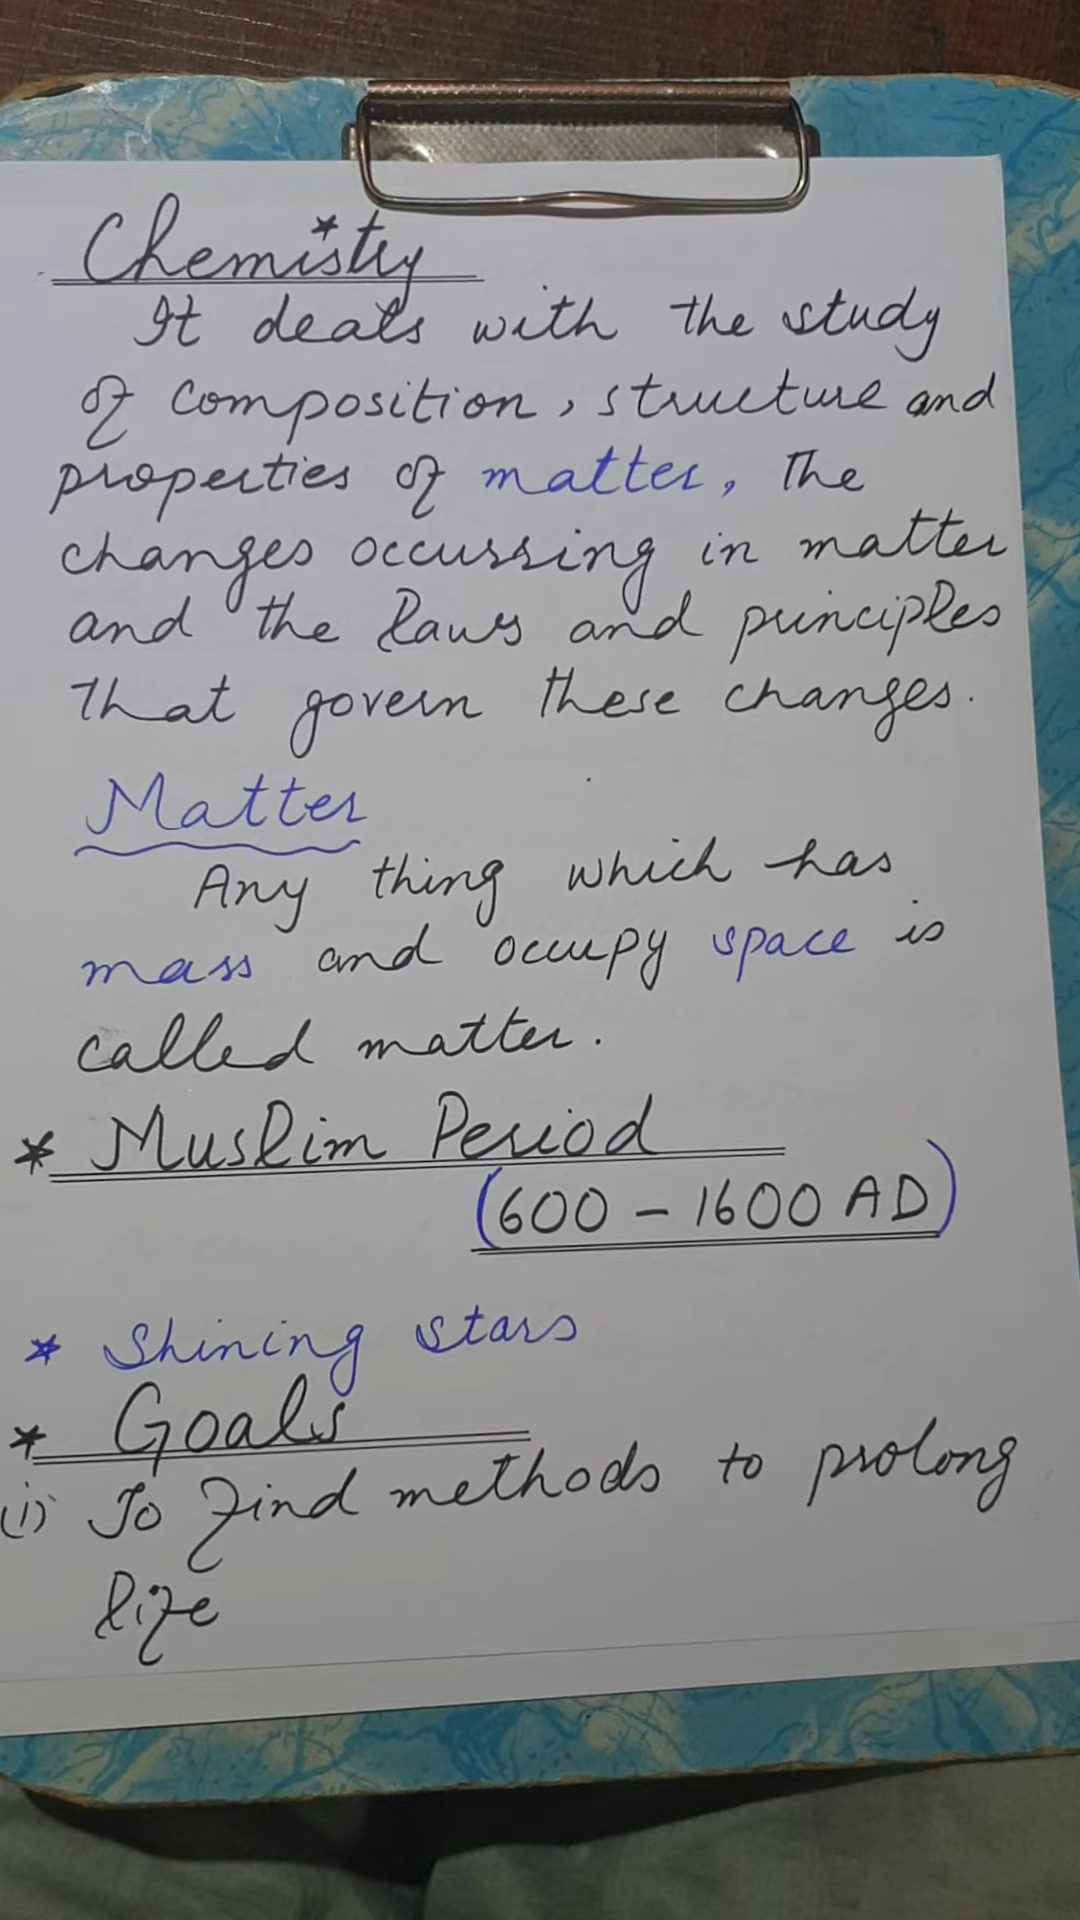 Chemistry
It deals with the study
of composition, structure and
properties of matter, The
changes occurring in matter
and the laws and principles
that govern these changes.
Matter
Any thing which has
mass and occupy space is
called matter.
* Muslim Period
(600 - 1600 AD)
* Shining stars
* Goals
(i) To find methods to prolong
life